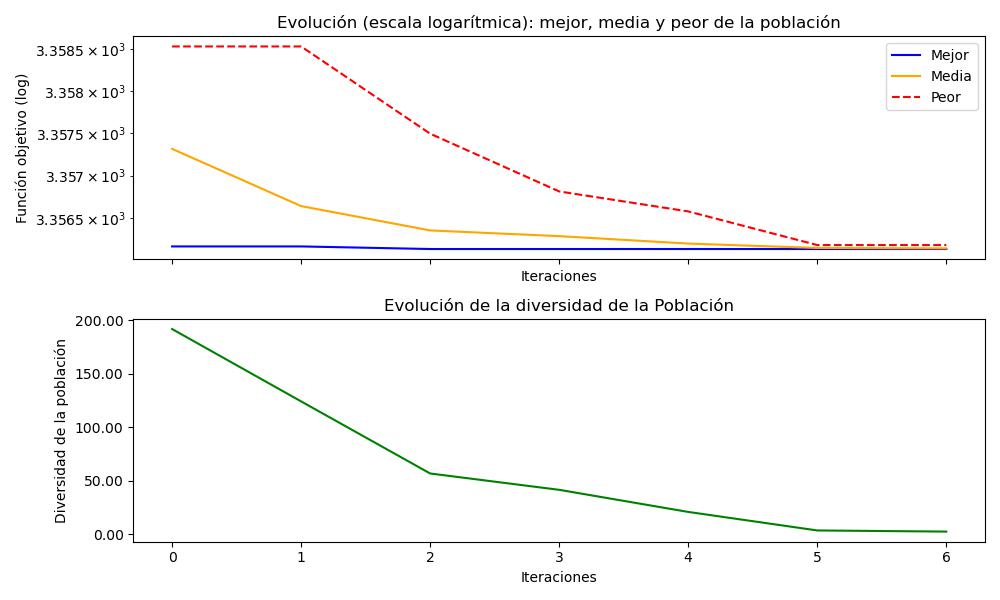 Evolución (escala logarítmica): mejor, media y peor de la población
Función objetivo (log)
3.3585 × 10³
3.358 × 10³
3.3575 × 10³
3.357 × 10³
3.3565 × 10³
Mejor
Media
Peor
Iteraciones
Evolución de la diversidad de la Población
Diversidad de la población
200.00
150.00
100.00
50.00
0.00
0 1 2 3 4 5 6
Iteraciones